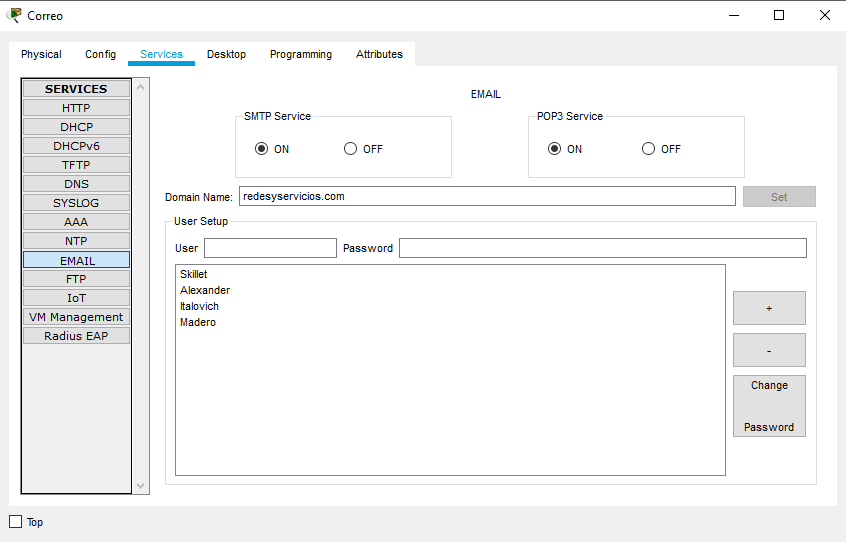 Correo
Physical Config Services Desktop Programming Attributes
SERVICES
HTTP
DHCP
DHCPv6
TFTP
DNS
SYSLOG
AAA
NTP
EMAIL
FTP
IoT
VM Management
Radius EAP
EMAIL
SMTP Service
ON OFF
POP3 Service
ON OFF
Domain Name: redesyservicios.com Set
User Setup
User Password
Skillet
Alexander
Italovich
Madero
+
-
Change
Password
Top